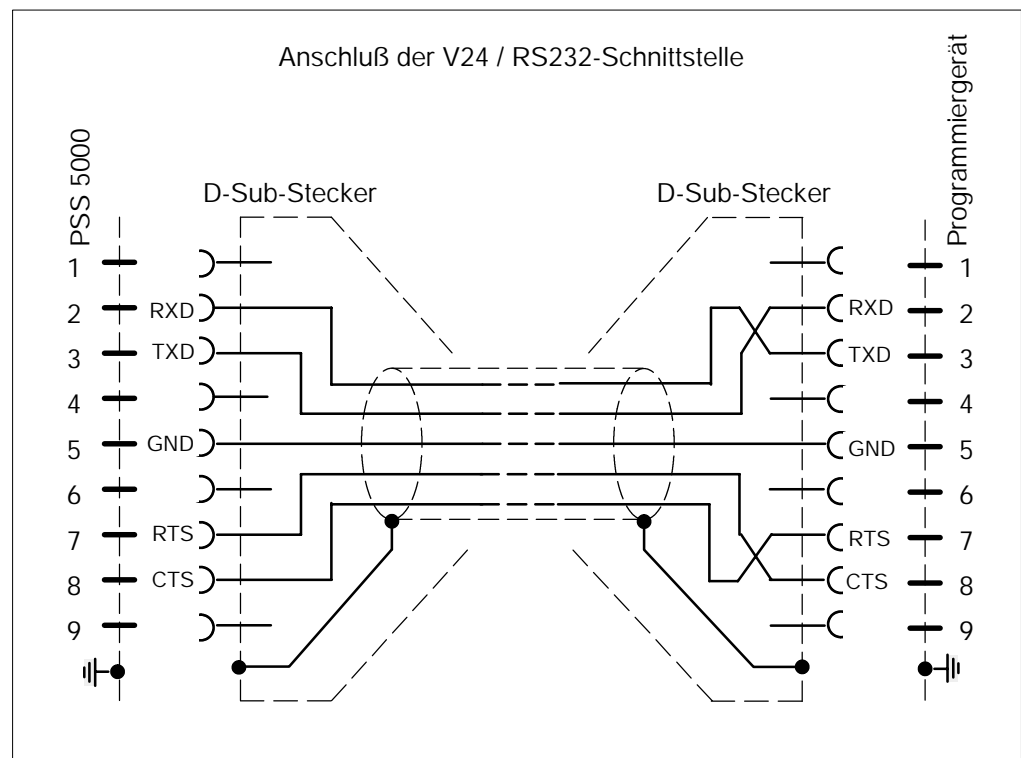 Anschluß der V24 / RS232-Schnittstelle
PSS 5000
Programmiergerät
D-Sub-Stecker
D-Sub-Stecker
1
1
2 RXD
RXD 2
3 TXD
TXD 3
4
4
5 GND
GND 5
6
6
7 RTS
RTS 7
8 CTS
CTS 8
9
9